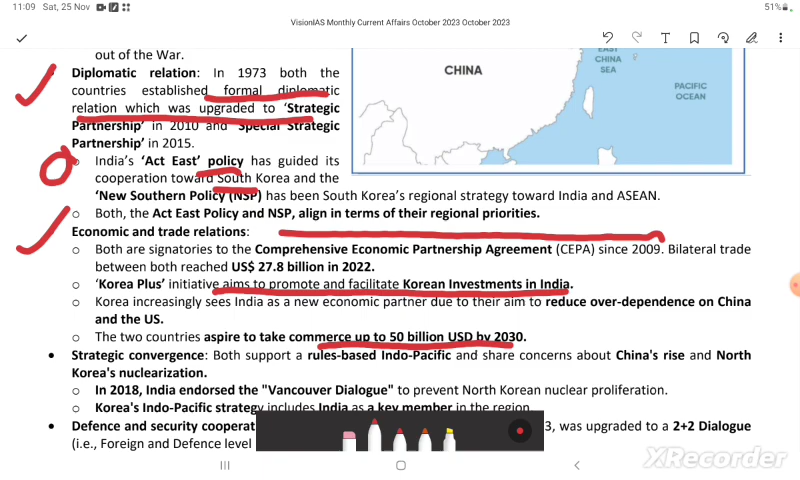 11:09 Sat, 25 Nov
51%
VisionIAS Monthly Current Affairs October 2023 October 2023
out of the War.
Diplomatic relation: In 1973 both the
countries established formal diplomatic
relation which was upgraded to ‘Strategic
Partnership’ in 2010 and ‘Special Strategic
Partnership’ in 2015.
o India’s ‘Act East’ policy has guided its
cooperation toward South Korea and the
‘New Southern Policy (NSP) has been South Korea’s regional strategy toward India and ASEAN.
o Both, the Act East Policy and NSP, align in terms of their regional priorities.
EAST
CHINA
SEA
CHINA
PACIFIC
OCEAN
Economic and trade relations:
o Both are signatories to the Comprehensive Economic Partnership Agreement (CEPA) since 2009. Bilateral trade
between both reached US$ 27.8 billion in 2022.
o ‘Korea Plus’ initiative aims to promote and facilitate Korean Investments in India.
o Korea increasingly sees India as a new economic partner due to their aim to reduce over-dependence on China
and the US.
o The two countries aspire to take commerce up to 50 billion USD by 2030.
• Strategic convergence: Both support a rules-based Indo-Pacific and share concerns about China's rise and North
Korea's nuclearization.
o In 2018, India endorsed the "Vancouver Dialogue" to prevent North Korean nuclear proliferation.
o Korea's Indo-Pacific strategy includes India as a key member in the region.
• Defence and security cooperat 3, was upgraded to a 2+2 Dialogue
(i.e., Foreign and Defence level
XRecorder